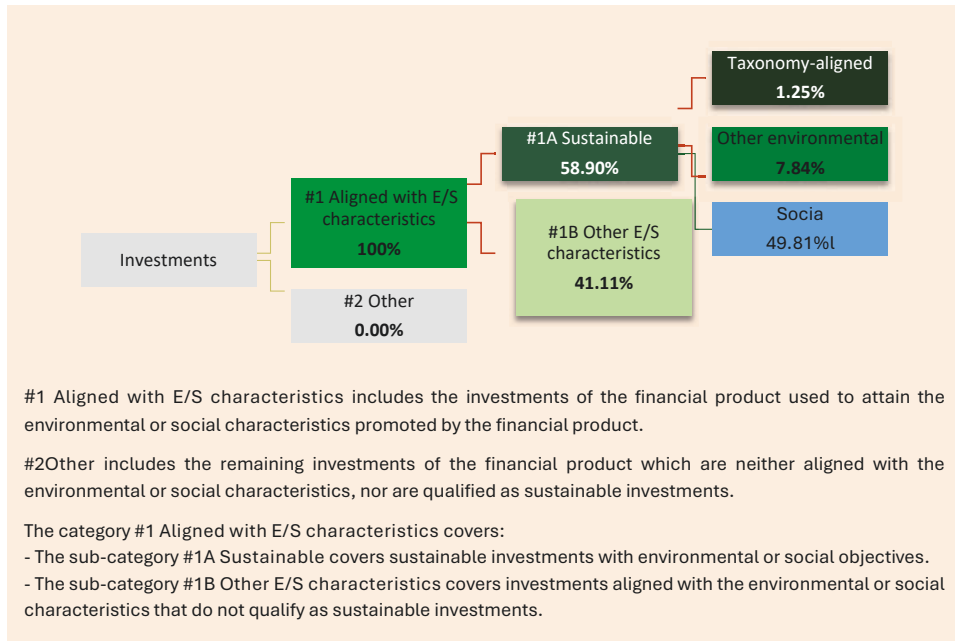 Taxonomy-aligned
1.25%
#1A Sustainable
58.90%
Other environmental
7.84%
#1 Aligned with E/S
characteristics
100%
#1B Other E/S
characteristics
41.11%
Socia
49.81%l
Investments
#2 Other
0.00%
#1 Aligned with E/S characteristics includes the investments of the financial product used to attain the
environmental or social characteristics promoted by the financial product.
#2Other includes the remaining investments of the financial product which are neither aligned with the
environmental or social characteristics, nor are qualified as sustainable investments.
The category #1 Aligned with E/S characteristics covers:
- The sub-category #1A Sustainable covers sustainable investments with environmental or social objectives.
- The sub-category #1B Other E/S characteristics covers investments aligned with the environmental or social
characteristics that do not qualify as sustainable investments.